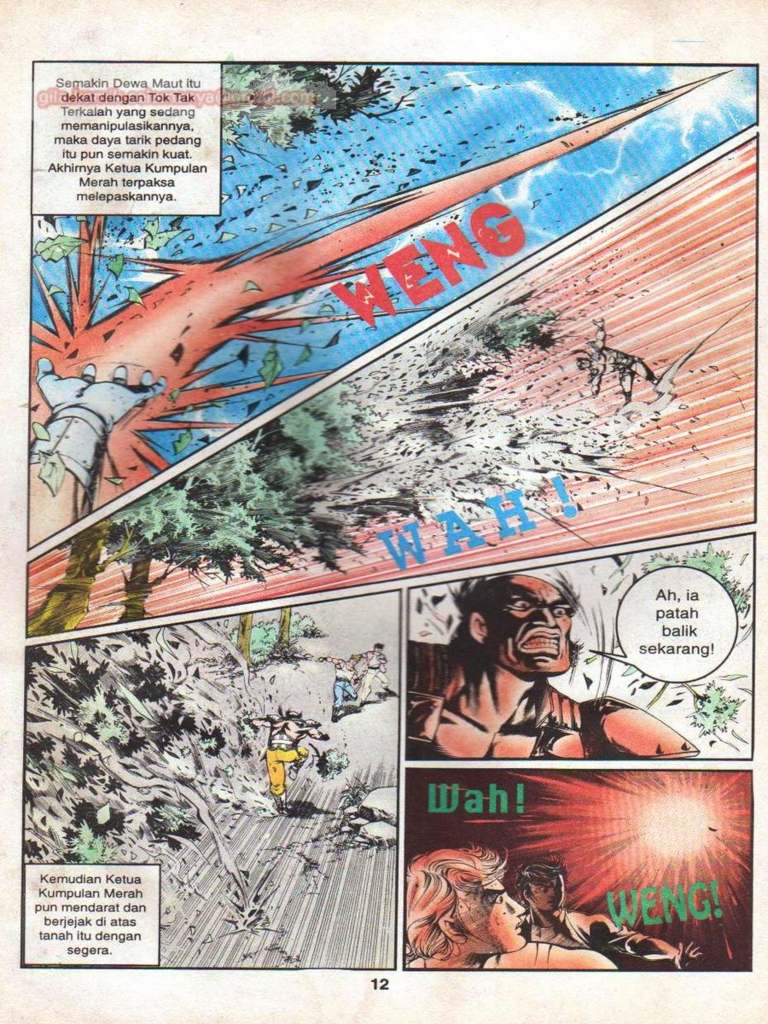 Semakin Dewa Maut itu
dekat dengan Tok Tak
Terkalah yang sedang
memanipulasikannya,
maka daya tarik pedang
itu pun semakin kuat.
Akhirnya Ketua Kumpulan
Merah terpaksa
melepaskannya.
WENG
WAH!
Ah, ia
patah
balik
sekarang!
Kemudian Ketua
Kumpulan Merah
pun mendarat dan
berjejak di atas
tanah itu dengan
segera.
Wah!
WENG!
12